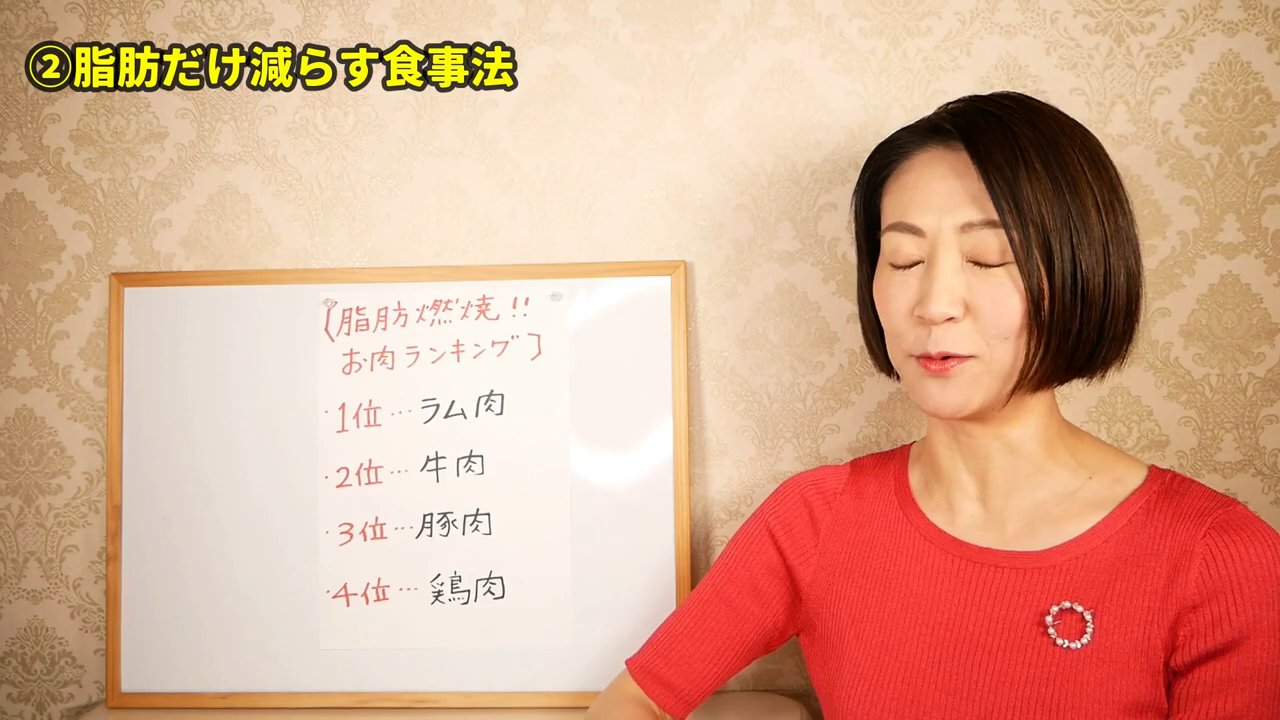 ②脂肪だけ減らす食事法
〔脂肪燃焼!!
お肉ランキング〕
・1位…ラム肉
・2位…牛肉
・3位…豚肉
・4位…鶏肉